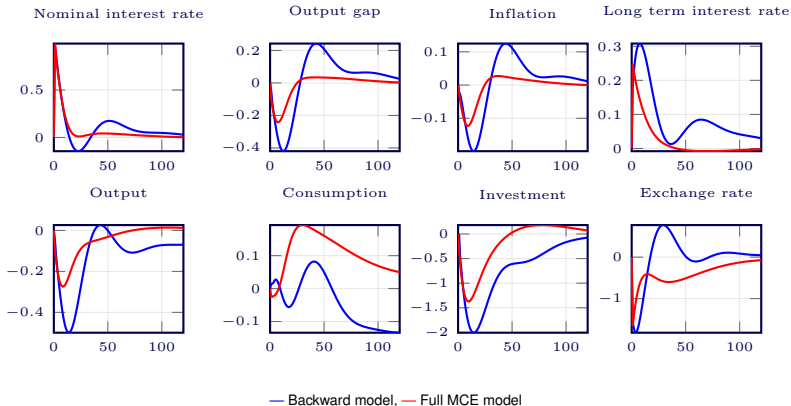 Nominal interest rate
Output gap
Inflation
Long term interest rate
0.5
0
0 50 100
0.2
0
−0.2
−0.4
0 50 100
0.1
0
−0.1
0 50 100
0.3
0.2
0.1
0
0 50 100
Output
Consumption
Investment
Exchange rate
0
−0.2
−0.4
0 50 100
0.1
0
−0.1
0 50 100
0
−0.5
−1
−1.5
−2
0 50 100
0
−1
0 50 100
Backward model, Full MCE model